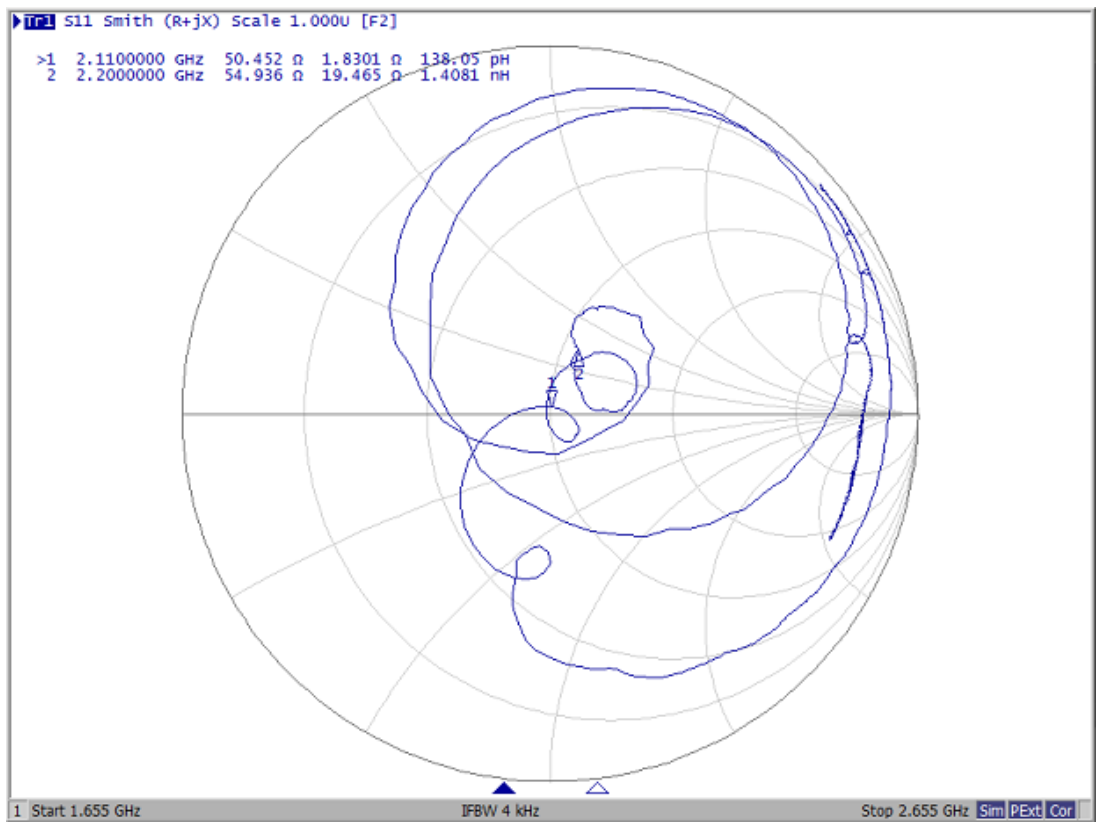 Tr1 S11 Smith (R+jX) Scale 1.000U [F2]
>1 2.1100000 GHz 50.452 Ω 1.8301 Ω 138.05 pH
2 2.2000000 GHz 54.936 Ω 19.465 Ω 1.4081 nH
1
2
1 Start 1.655 GHz IFBW 4 kHz Stop 2.655 GHz Sim PExt Cor